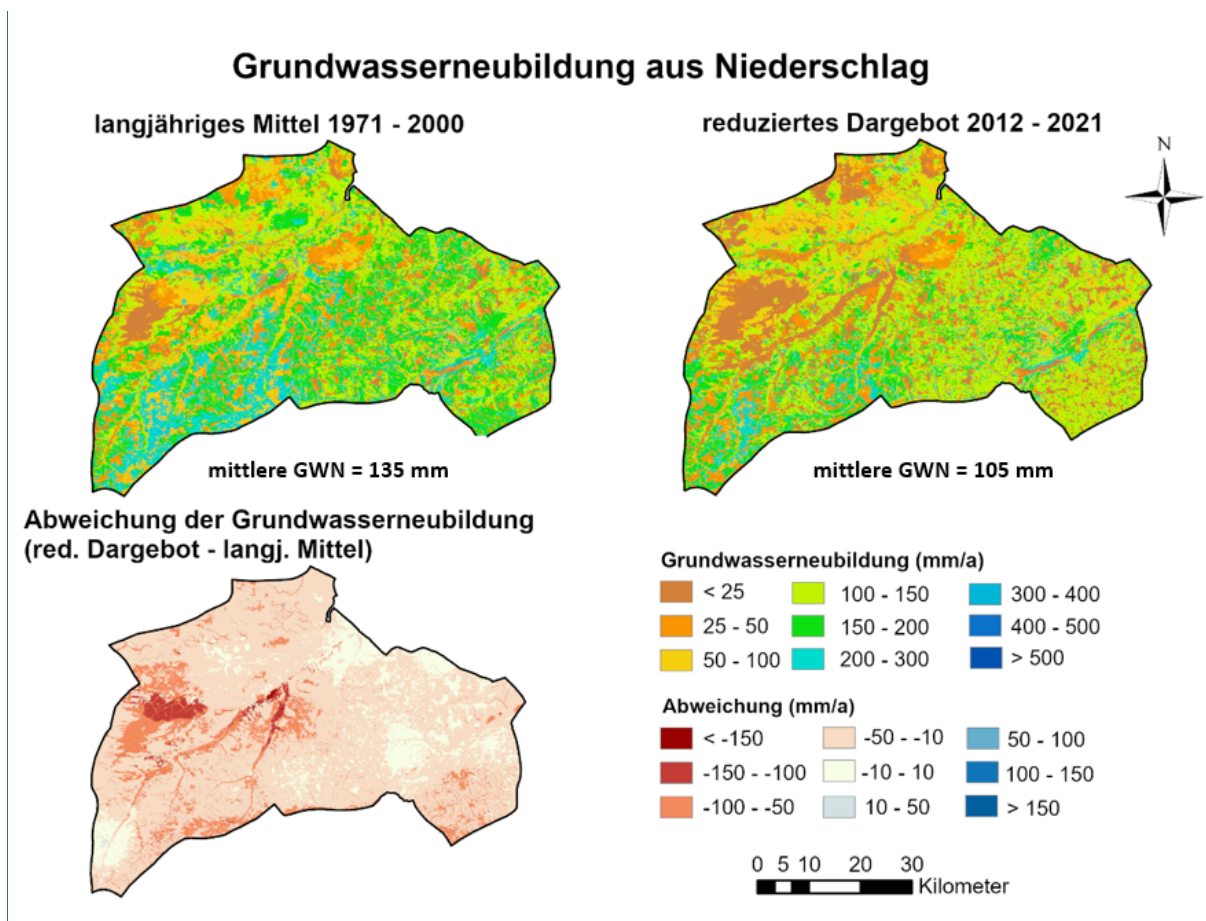 Grundwasserneubildung aus Niederschlag
langjähriges Mittel 1971 - 2000
reduziertes Dargebot 2012 - 2021
N
mittlere GWN = 135 mm
mittlere GWN = 105 mm
Abweichung der Grundwasserneubildung
(red. Dargebot - langj. Mittel)
Grundwasserneubildung (mm/a)
< 25 100 - 150 300 - 400
25 - 50 150 - 200 400 - 500
50 - 100 200 - 300 > 500
Abweichung (mm/a)
< -150 -50 - -10 50 - 100
-150 - -100 -10 - 10 100 - 150
-100 - -50 10 - 50 > 150
0 5 10 20 30
Kilometer